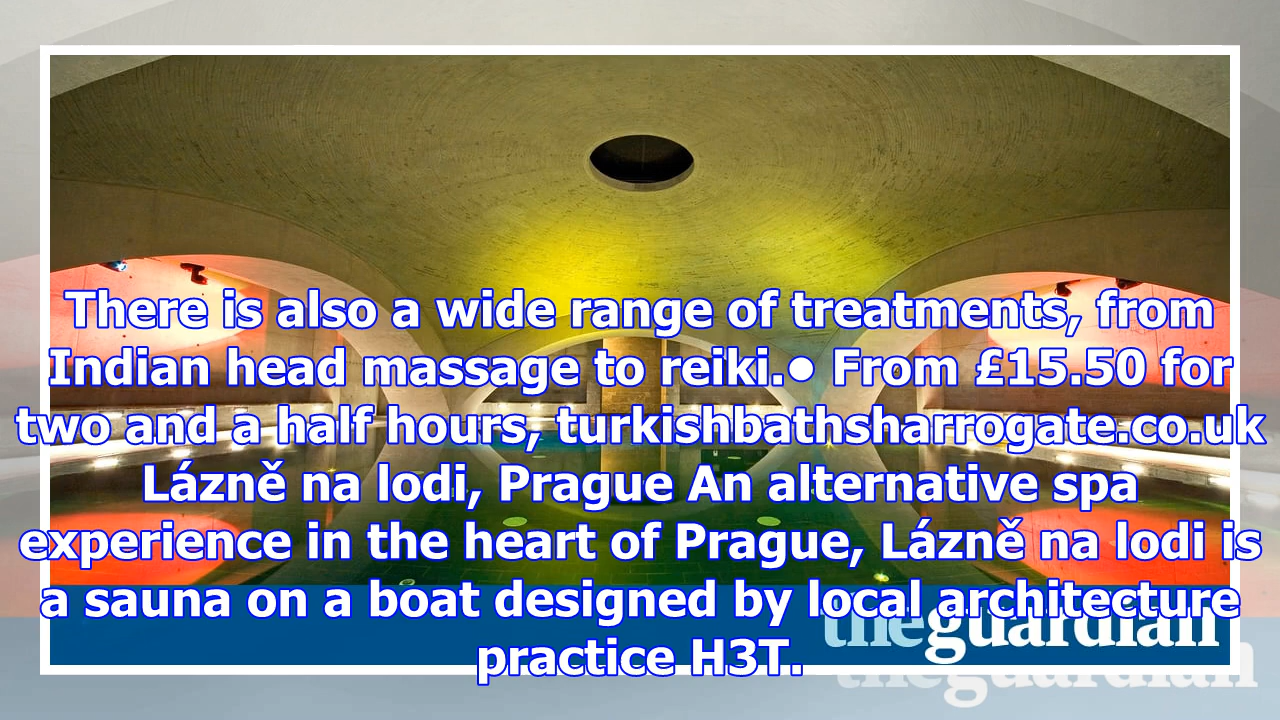 There is also a wide range of treatments, from
Indian head massage to reiki.● From £15.50 for
two and a half hours, turkishbathsharrogate.co.uk
Lázně na lodi, Prague An alternative spa
experience in the heart of Prague, Lázně na lodi is
a sauna on a boat designed by local architecture
practice H3T.
theguardian
theguardian